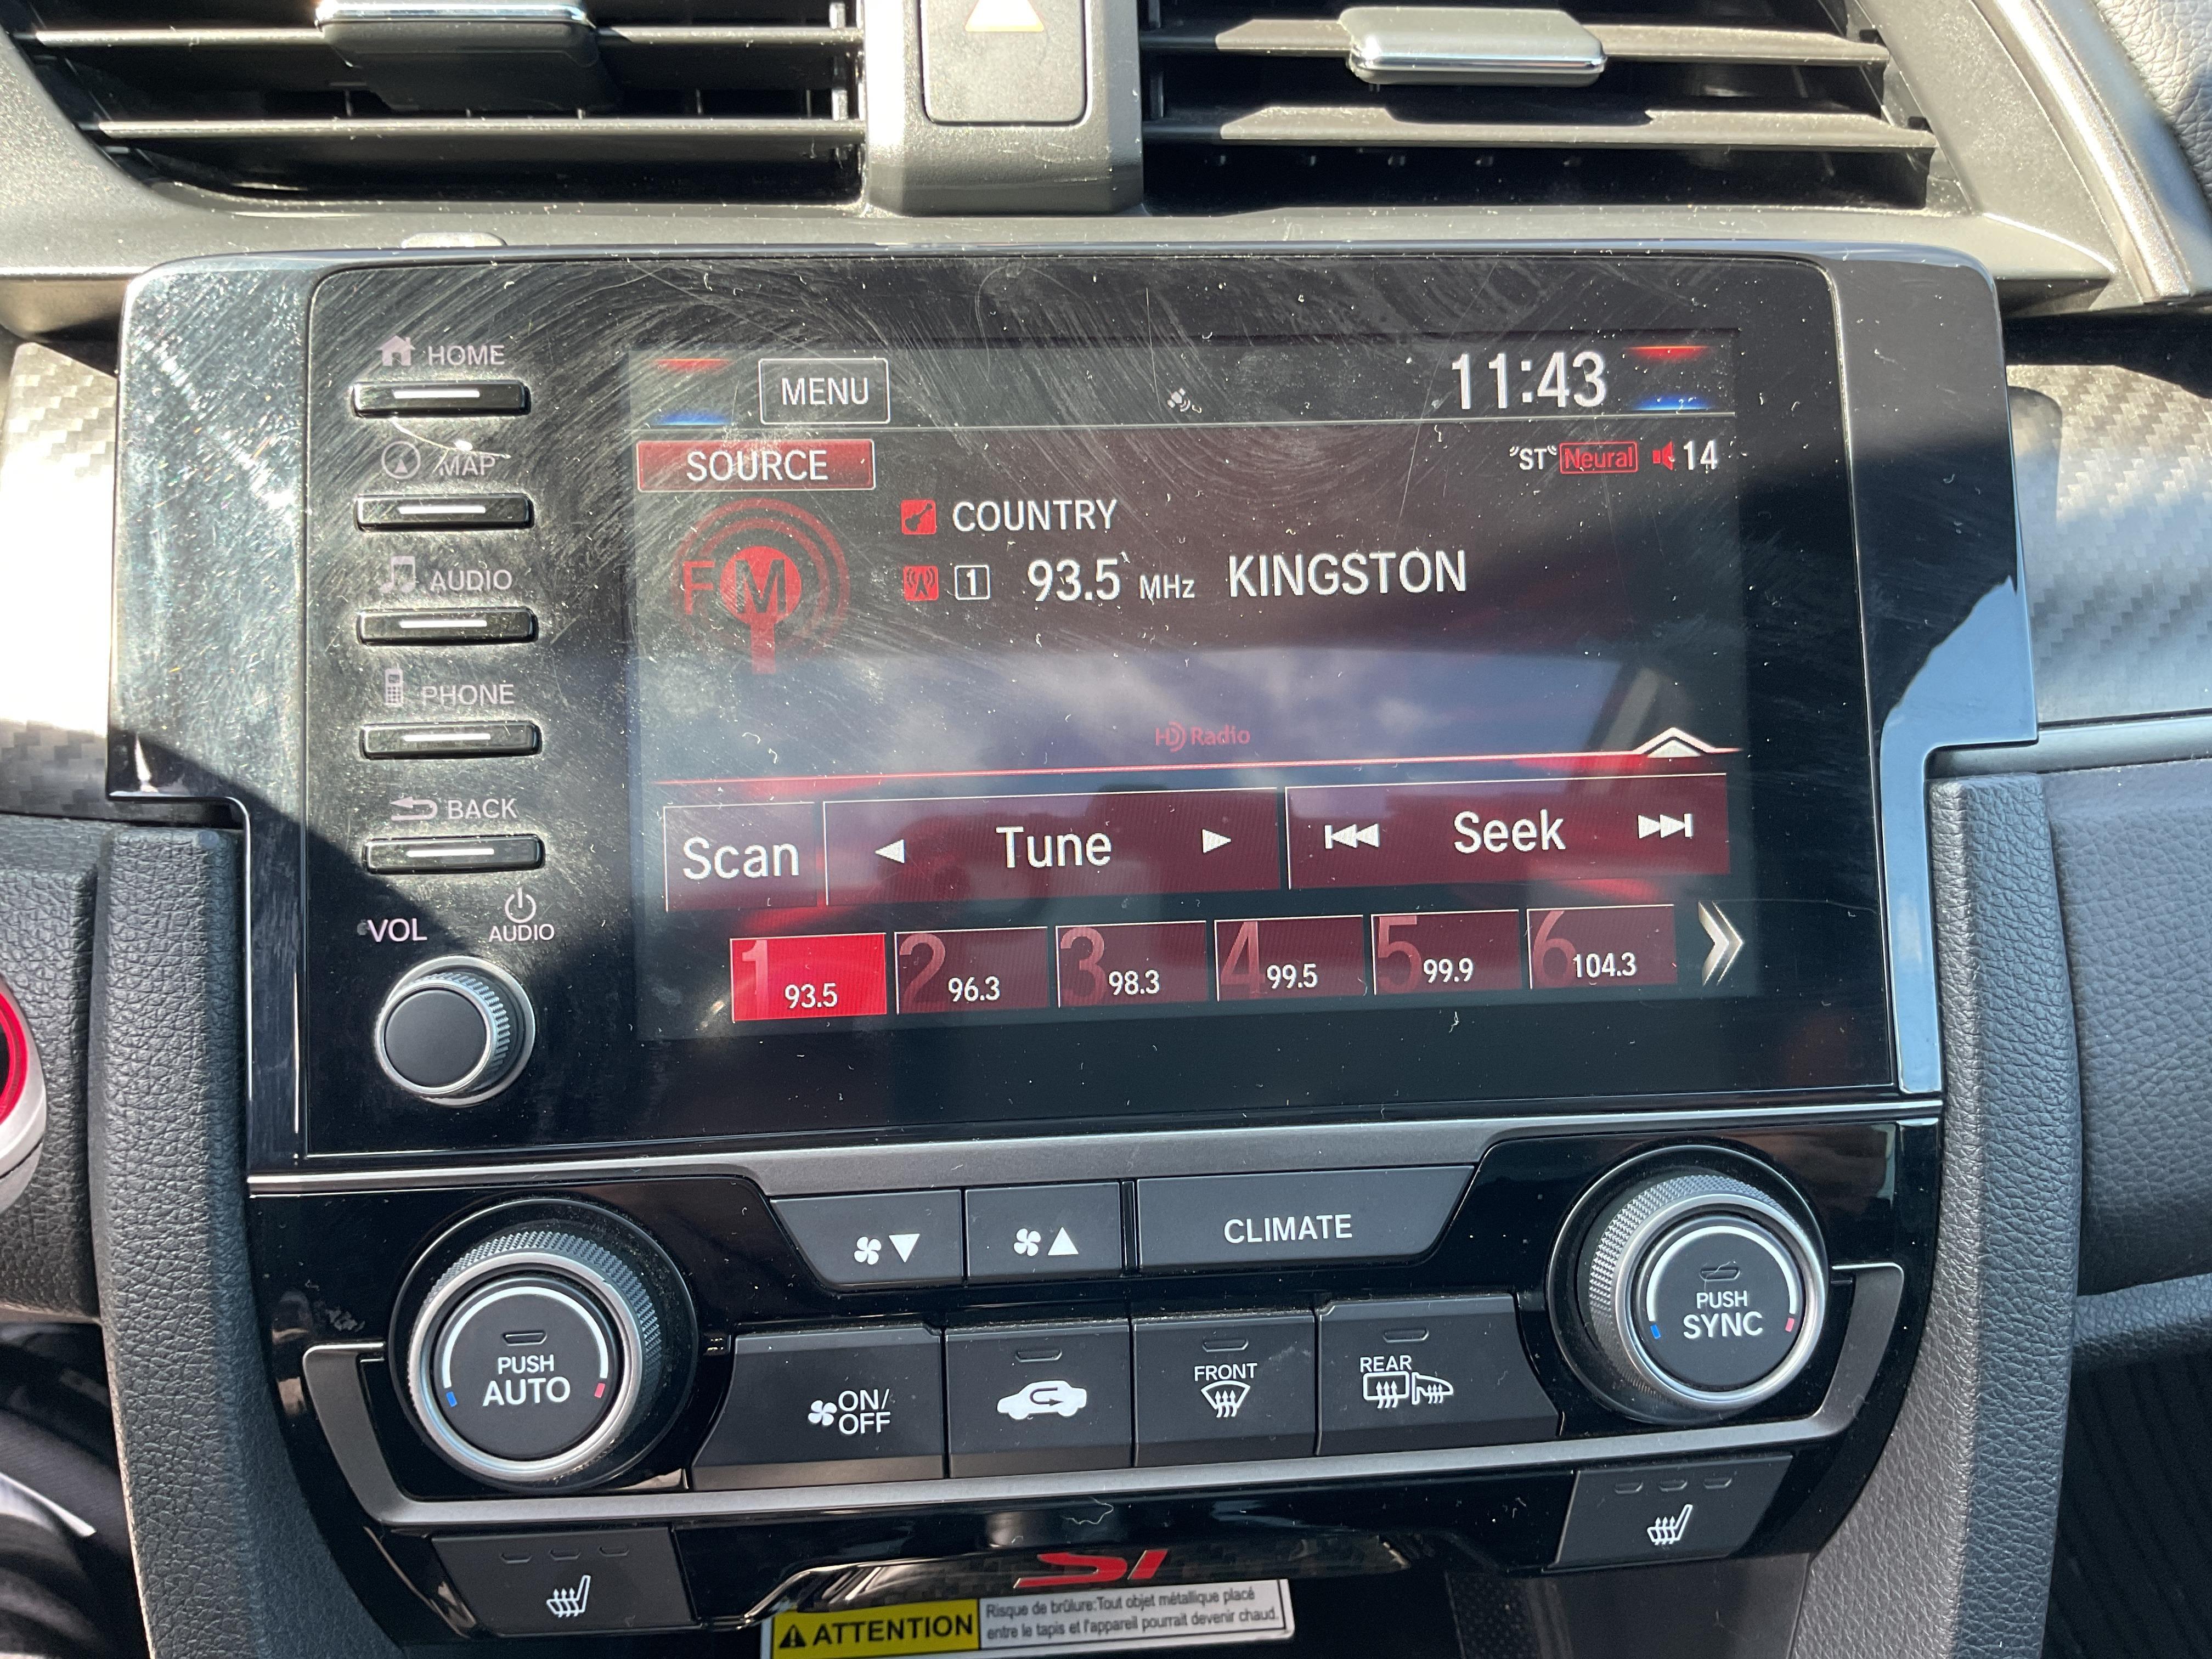 HOME
MENU
11:43
MAP
SOURCE
"ST" Neural 14
COUNTRY
FM
1 93.5 MHz KINGSTON
AUDIO
PHONE
HD Radio
BACK
Scan Tune Seek
VOL AUDIO
1 93.5 2 96.3 3 98.3 4 99.5 5 99.9 6 104.3
CLIMATE
PUSH
SYNC
PUSH
AUTO
ON/
OFF
FRONT
REAR
SI
ATTENTION
Risque de brûlure:Tout objet métallique placé
entre le tapis et l'appareil pourrait devenir chaud.